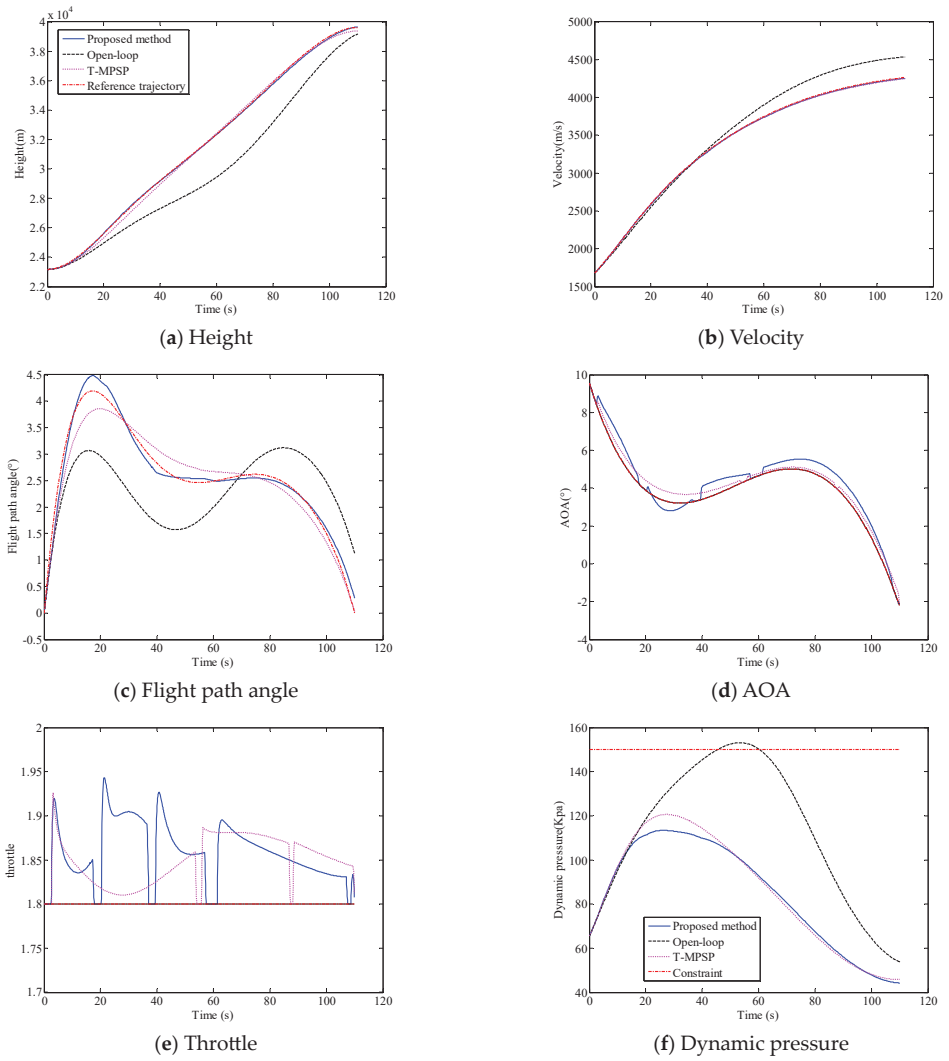 x 10⁴
4
3.8
3.6
3.4
3.2
3
2.8
2.6
2.4
2.2
0 20 40 60 80 100 120
Height(m)
Time (s)
Proposed method
Open-loop
T-MPSP
Reference trajectory
(a) Height
5000
4500
4000
3500
3000
2500
2000
1500
0 20 40 60 80 100 120
Velocity(m/s)
Time (s)
(b) Velocity
4.5
4
3.5
3
2.5
2
1.5
1
0.5
0
-0.5
0 20 40 60 80 100 120
Flight path angle(°)
Time (s)
(c) Flight path angle
10
8
6
4
2
0
-2
-4
0 20 40 60 80 100 120
AOA(°)
Time (s)
(d) AOA
2
1.95
1.9
1.85
1.8
1.75
1.7
0 20 40 60 80 100 120
throttle
Time (s)
(e) Throttle
160
140
120
100
80
60
40
0 20 40 60 80 100 120
Dynamic pressure(Kpa)
Time (s)
Proposed method
Open-loop
T-MPSP
Constraint
(f) Dynamic pressure